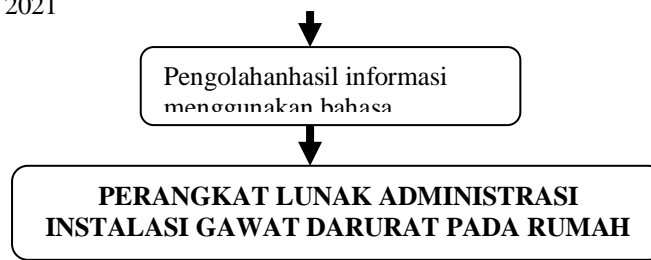 2021
Pengolahanhasil informasi
menggunakan bahasa
PERANGKAT LUNAK ADMINISTRASI
INSTALASI GAWAT DARURAT PADA RUMAH